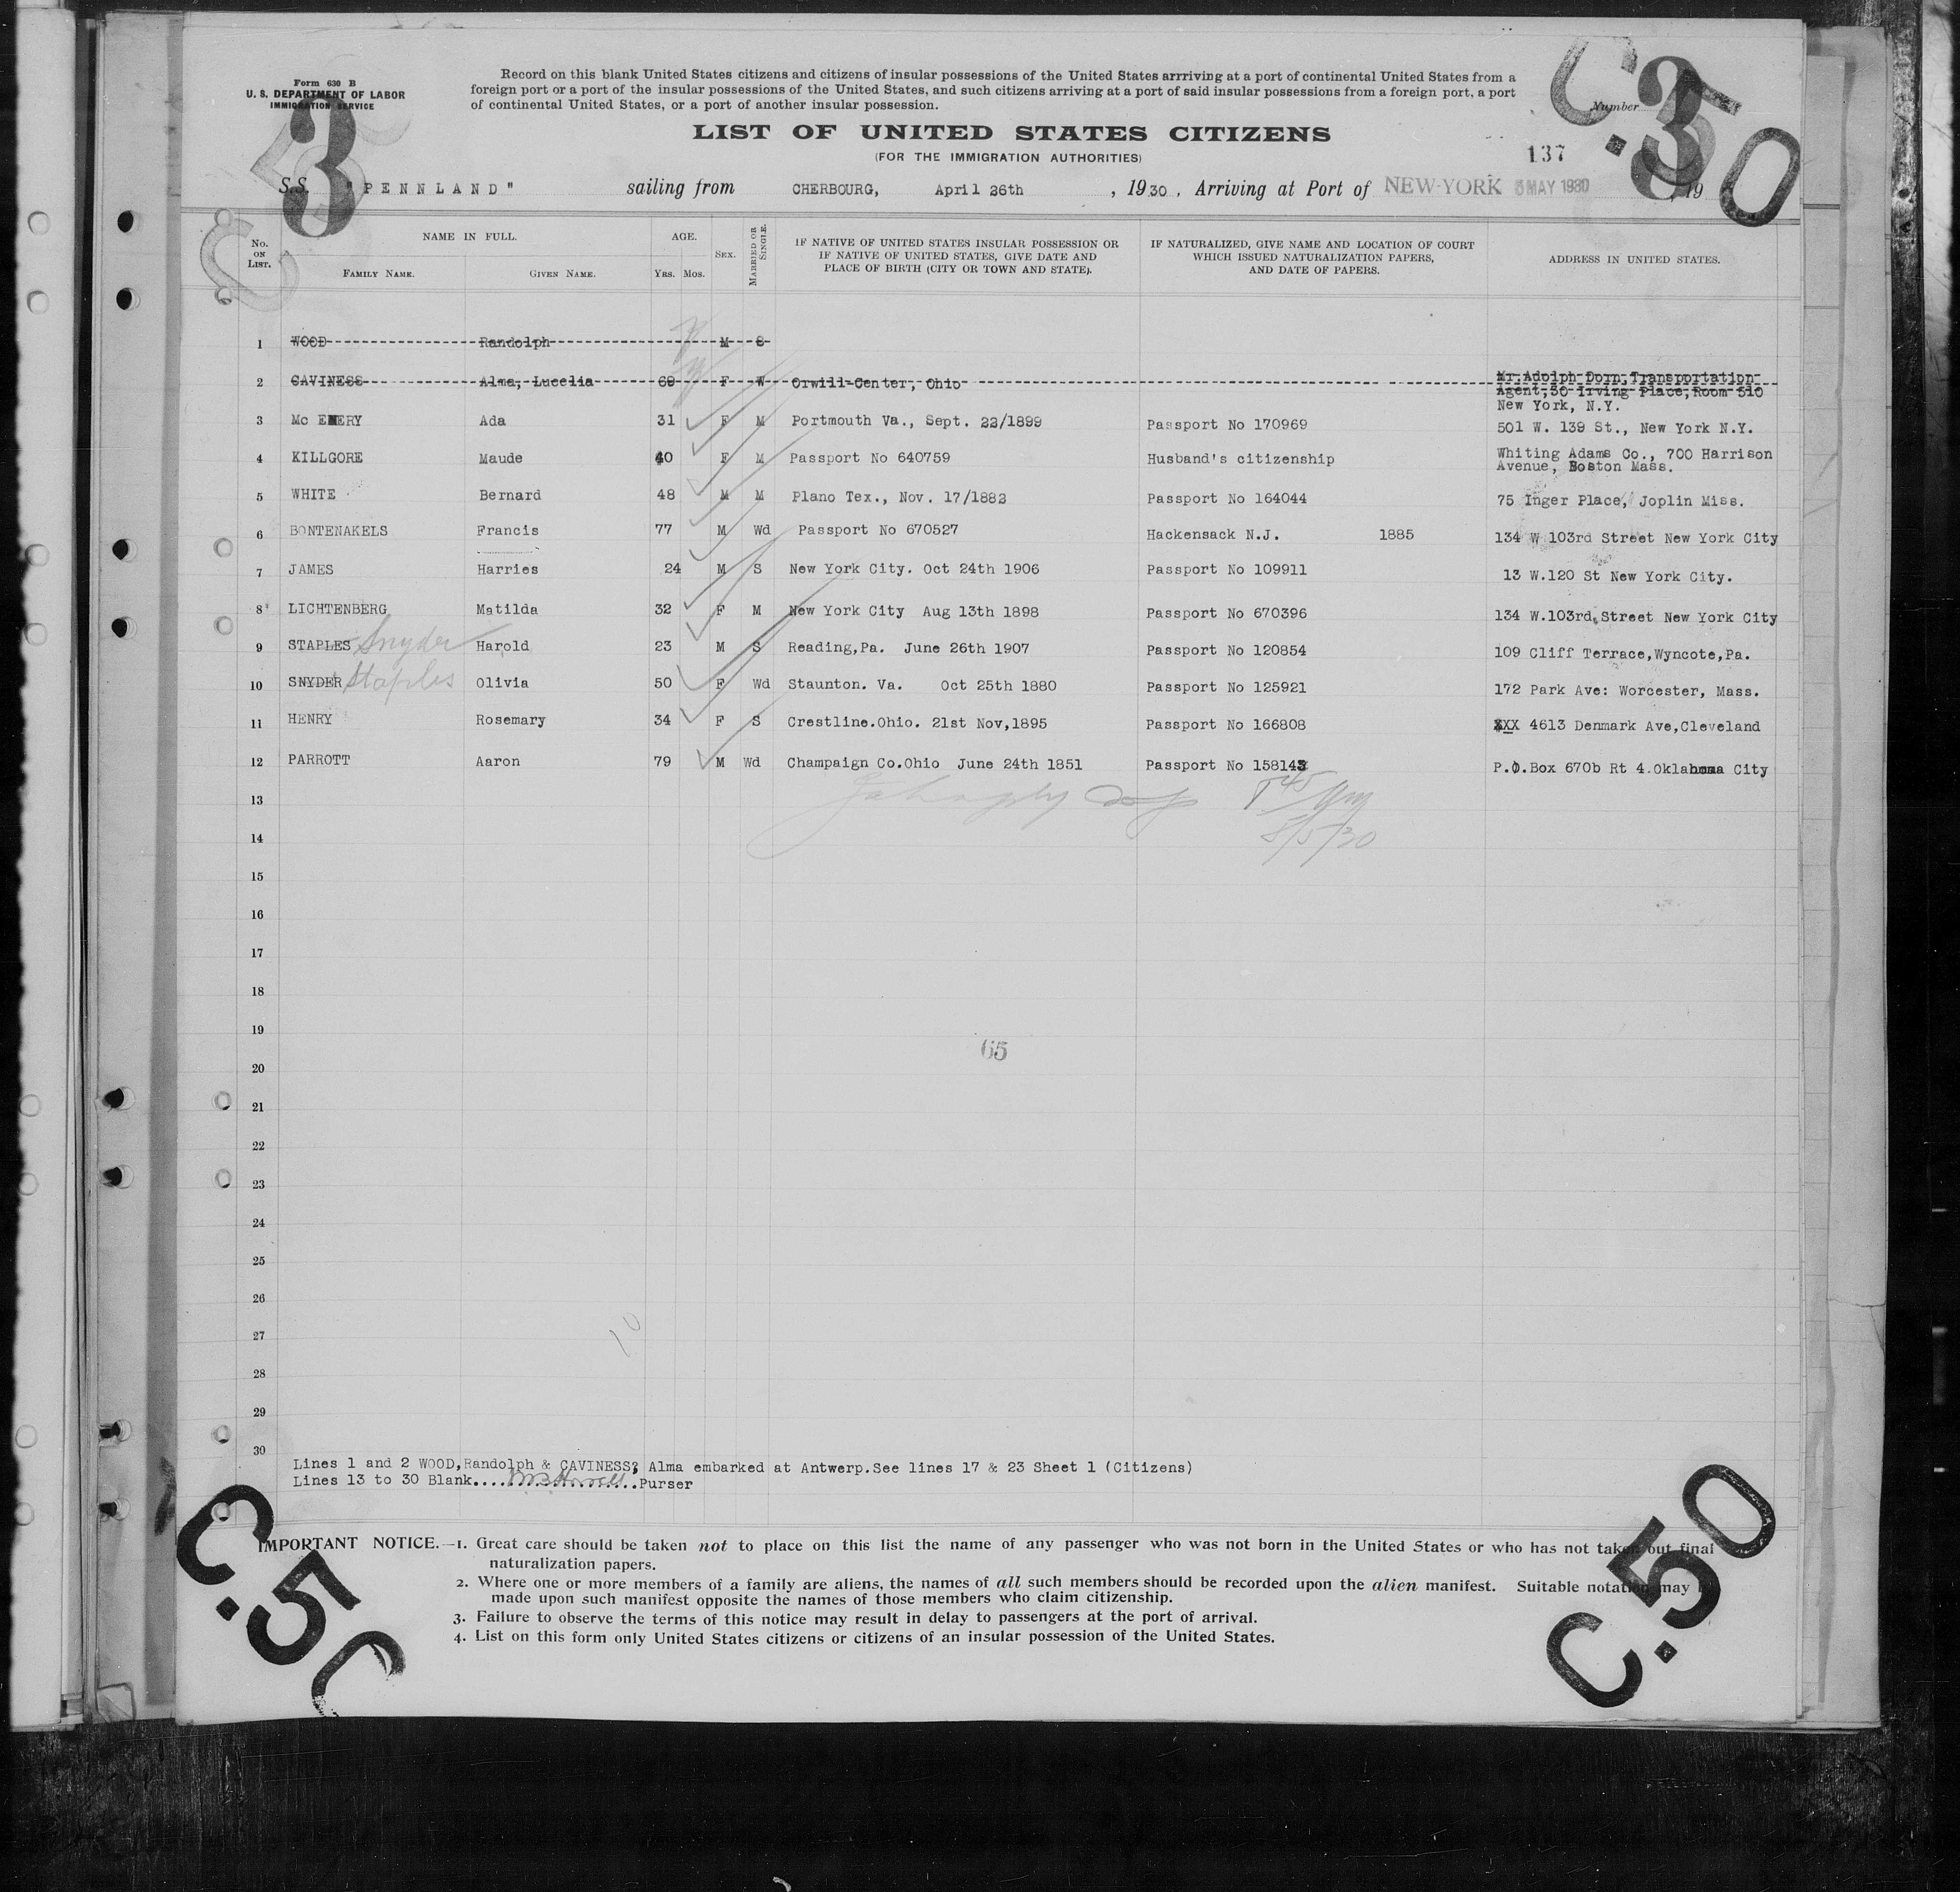 Form 630 B
U. S. DEPARTMENT OF LABOR
IMMIGRATION SERVICE
Record on this blank United States citizens and citizens of insular possessions of the United States arrriving at a port of continental United States from a
foreign port or a port of the insular possessions of the United States, and such citizens arriving at a port of said insular possessions from a foreign port, a port
of continental United States, or a port of another insular possession.
Number
3
3
C.50
LIST OF UNITED STATES CITIZENS
(FOR THE IMMIGRATION AUTHORITIES)
137
S.S. "PENNLAND" sailing from CHERBOURG, April 26th , 1930 , Arriving at Port of NEW-YORK 5 MAY 1930 , 19
No. ON LIST.
NAME IN FULL.
FAMILY NAME. GIVEN NAME.
AGE.
YRS. MOS.
SEX.
MARRIED OR SINGLE.
IF NATIVE OF UNITED STATES INSULAR POSSESSION OR
IF NATIVE OF UNITED STATES, GIVE DATE AND
PLACE OF BIRTH (CITY OR TOWN AND STATE).
IF NATURALIZED, GIVE NAME AND LOCATION OF COURT
WHICH ISSUED NATURALIZATION PAPERS,
AND DATE OF PAPERS.
ADDRESS IN UNITED STATES.
1 WOOD Randolph M S
2 CAVINESS Alma, Lucelia 69 F W Orwill Center, Ohio Mr. Adolph Dorn, Transportation
Agent, 30 Irving Place, Room 510
New York, N.Y.
3 Mc ENERY Ada 31 F M Portmouth Va., Sept. 22/1899 Passport No 170969 501 W. 139 St., New York N.Y.
4 KILLGORE Maude 40 F M Passport No 640759 Husband's citizenship Whiting Adams Co., 700 Harrison
Avenue, Boston Mass.
5 WHITE Bernard 48 M M Plano Tex., Nov. 17/1882 Passport No 164044 75 Inger Place, Joplin Miss.
6 BONTENAKELS Francis 77 M Wd Passport No 670527 Hackensack N.J. 1885 134 W 103rd Street New York City
7 JAMES Harries 24 M S New York City. Oct 24th 1906 Passport No 109911 13 W.120 St New York City.
8 LICHTENBERG Matilda 32 F M New York City Aug 13th 1898 Passport No 670396 134 W.103rd. Street New York City
9 STAPLES Snyder Harold 23 M S Reading,Pa. June 26th 1907 Passport No 120854 109 Cliff Terrace,Wyncote,Pa.
10 SNYDER Staples Olivia 50 F Wd Staunton. Va. Oct 25th 1880 Passport No 125921 172 Park Ave: Worcester, Mass.
11 HENRY Rosemary 34 F S Crestline.Ohio. 21st Nov,1895 Passport No 166808 XXX 4613 Denmark Ave,Cleveland
12 PARROTT Aaron 79 M Wd Champaign Co.Ohio June 24th 1851 Passport No 158143 P.O.Box 670b Rt 4.Oklahoma City
13
5/5/30
14
15
16
17
18
19
65
20
21
22
23
24
25
26
27
10
28
29
30
Lines 1 and 2 WOOD,Randolph & CAVINESS, Alma embarked at Antwerp.See lines 17 & 23 Sheet 1 (Citizens)
Lines 13 to 30 Blank.... ....Purser
IMPORTANT NOTICE.—1. Great care should be taken not to place on this list the name of any passenger who was not born in the United States or who has not taken out final
naturalization papers.
2. Where one or more members of a family are aliens, the names of all such members should be recorded upon the alien manifest. Suitable notation may be
made upon such manifest opposite the names of those members who claim citizenship.
3. Failure to observe the terms of this notice may result in delay to passengers at the port of arrival.
4. List on this form only United States citizens or citizens of an insular possession of the United States.
C.50
C.50